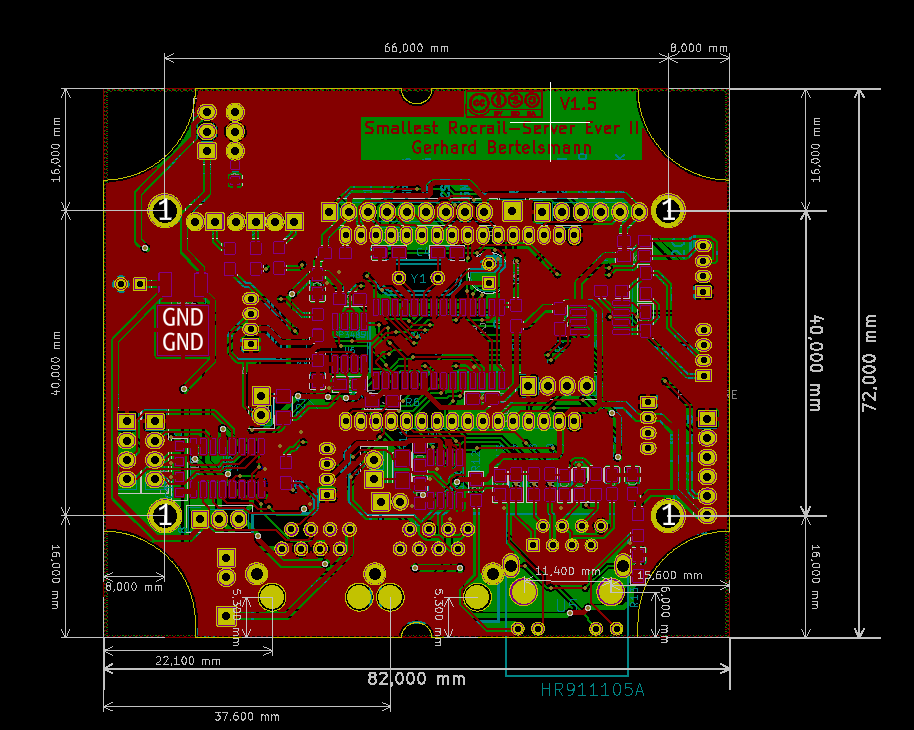 66,000 mm
8,000 mm
V1.5
Smallest Rocrail-Server Ever II
Gerhard Bertelsmann
16,000 mm
16,000 mm
1
1
Y1
GND
GND
40,000 mm
40,000 mm
72,000 mm
1
1
16,000 mm
16,000 mm
8,000 mm
11,400 mm
15,600 mm
5,300 mm
5,300 mm
6,000 mm
22,100 mm
82,000 mm
HR911105A
37,600 mm